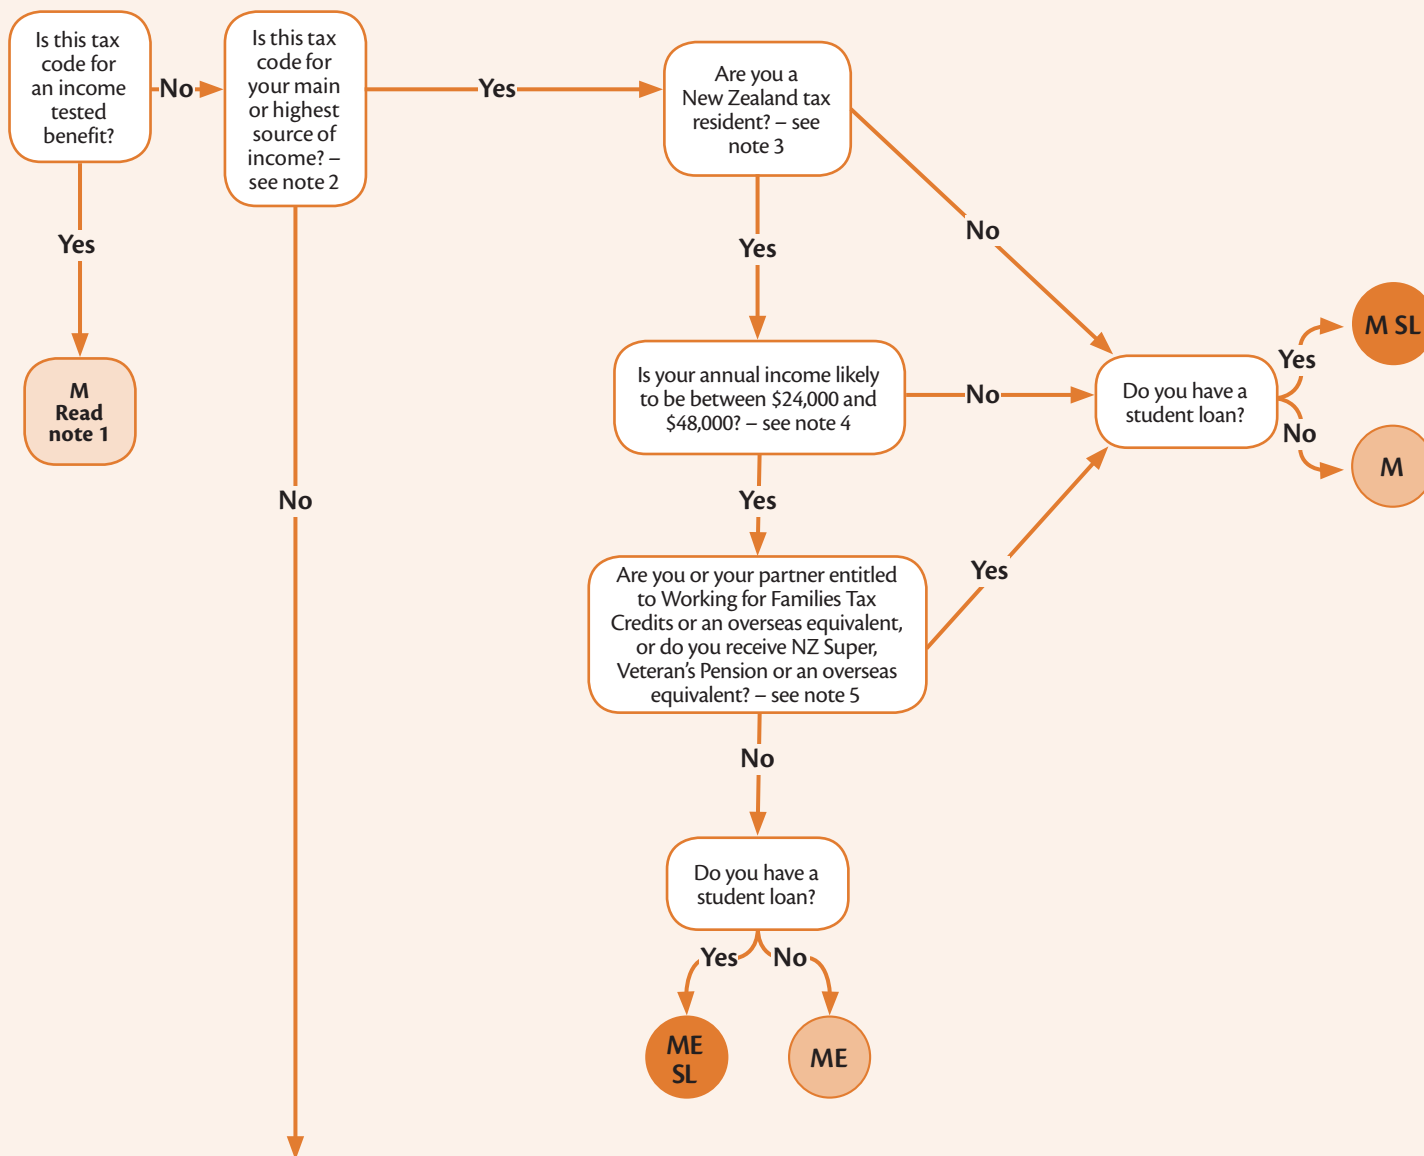 Is this tax
code for
an income
tested
benefit?
No
Is this tax
code for
your main
or highest
source of
income? –
see note 2
Yes
Are you a
New Zealand tax
resident? – see
note 3
Yes
M
Read
note 1
No
Yes
No
Is your annual income likely
to be between $24,000 and
$48,000? – see note 4
No
Do you have a
student loan?
Yes
M SL
No
M
Yes
Are you or your partner entitled
to Working for Families Tax
Credits or an overseas equivalent,
or do you receive NZ Super,
Veteran’s Pension or an overseas
equivalent? – see note 5
Yes
No
Do you have a
student loan?
Yes
No
ME
SL
ME